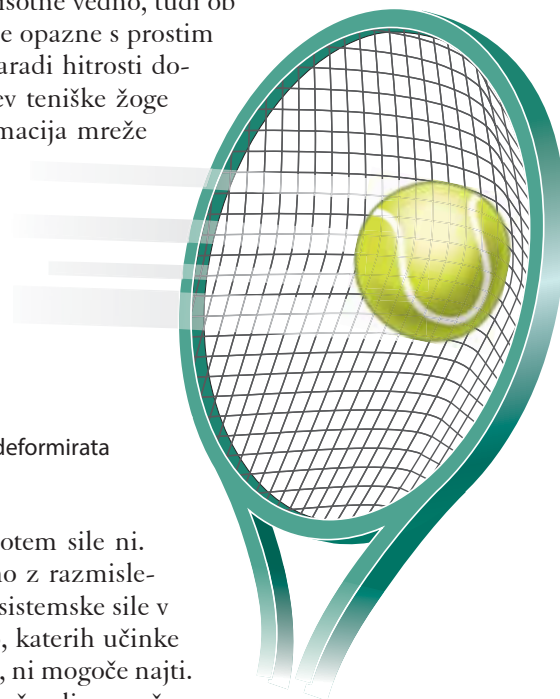 isotne vedno, tudi ob
e opazne s prostim
aradi hitrosti do-
ev teniške žoge
macija mreže
deformirata
otem sile ni.
no z razmisle-
sistemske sile v
, katerih učinke
, ni mogoče najti.